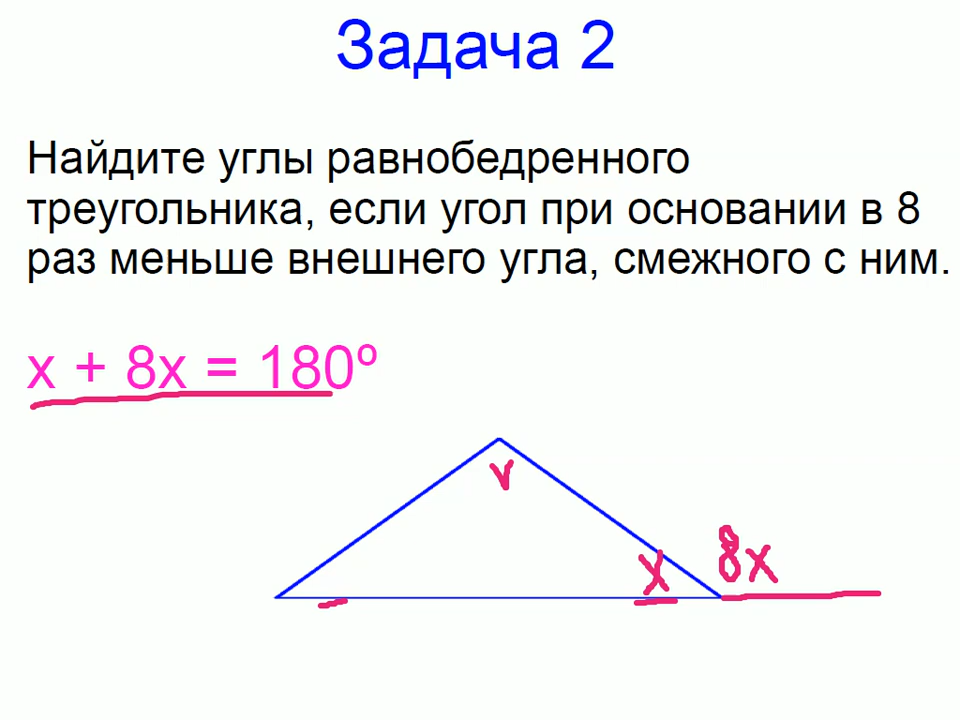 Задача 2
Найдите углы равнобедренного
треугольника, если угол при основании в 8
раз меньше внешнего угла, смежного с ним.
x + 8x = 180º
x
8x